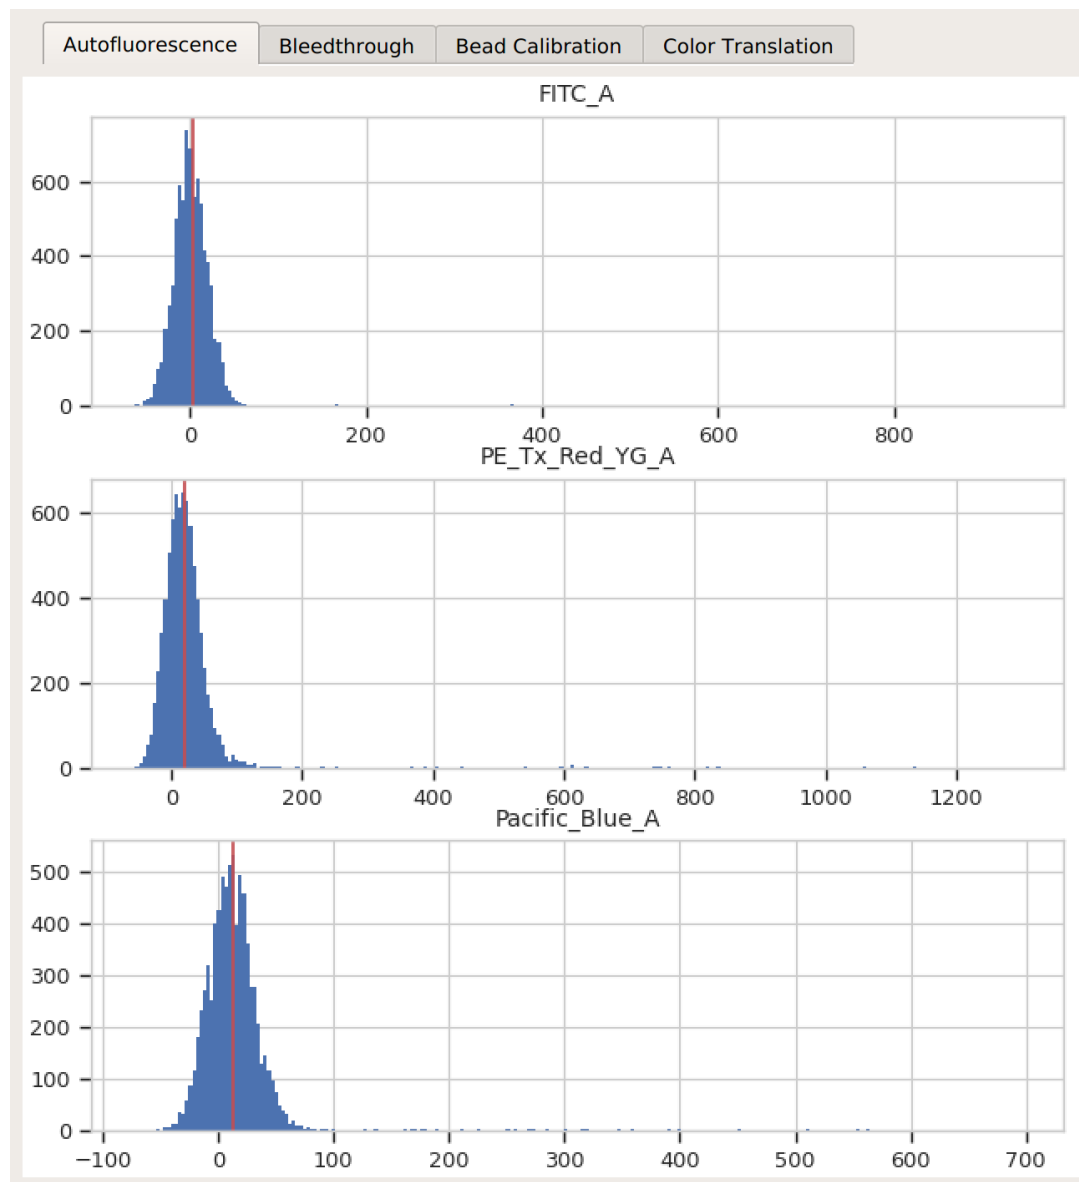 Autofluorescence Bleedthrough Bead Calibration Color Translation
FITC_A
600
400
200
0
0 200 400 600 800
PE_Tx_Red_YG_A
600
400
200
0
0 200 400 600 800 1000 1200
Pacific_Blue_A
500
400
300
200
100
0
−100 0 100 200 300 400 500 600 700